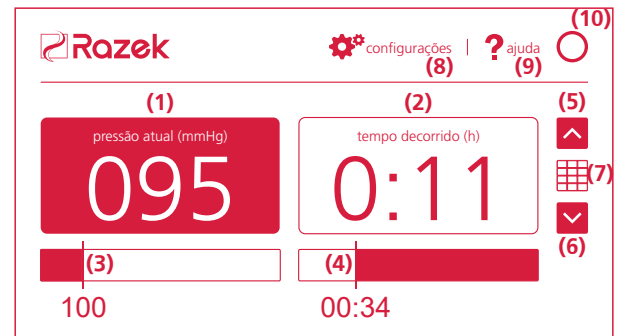 (10)
Razek
configurações | ? ajuda
(8) (9)
(1) (2) (5)
pressão atual (mmHg) tempo decorrido (h)
095 0:11
(7)
(3) (4) (6)
100 00:34